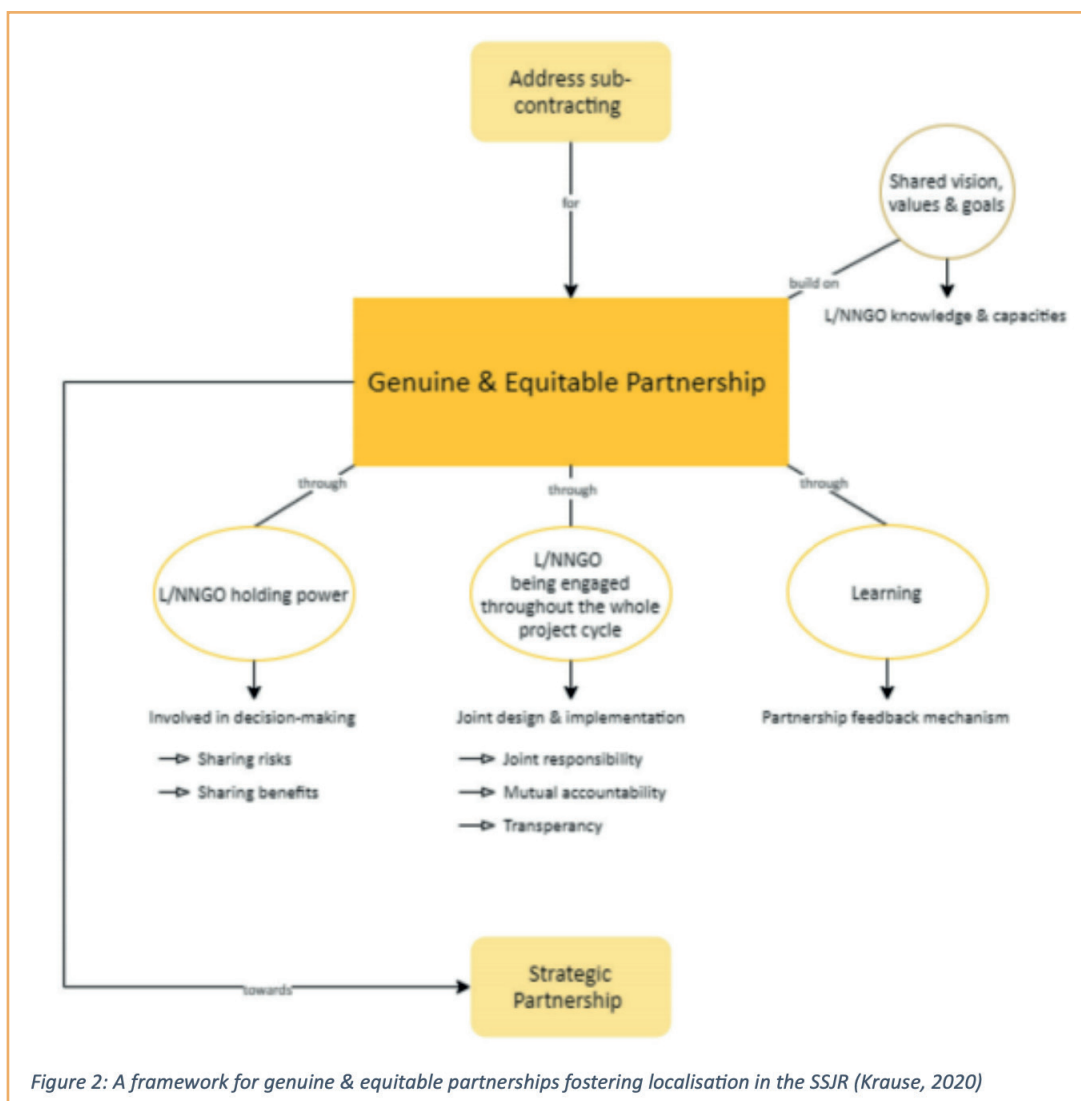 Address sub-
contracting
for
Shared vision,
values & goals
build on
L/NNGO knowledge & capacities
Genuine & Equitable Partnership
through
through
through
L/NNGO holding power
L/NNGO
being engaged
throughout the whole
project cycle
Learning
Involved in decision-making
Sharing risks
Sharing benefits
Joint design & implementation
Joint responsibility
Mutual accountability
Transperancy
Partnership feedback mechanism
Strategic
Partnership
towards
Figure 2: A framework for genuine & equitable partnerships fostering localisation in the SSJR (Krause, 2020)